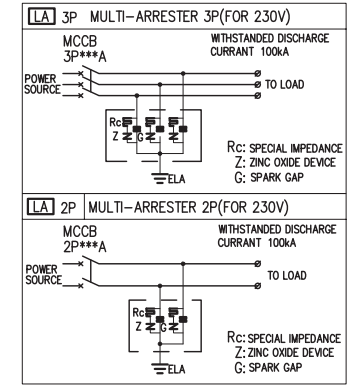 LA 3P MULTI-ARRESTER 3P(FOR 230V)
MCCB
3P***A
WITHSTANDED DISCHARGE
CURRANT 100kA
POWER
SOURCE
TO LOAD
Rc
Z G
Rc: SPECIAL IMPEDANCE
Z: ZINC OXIDE DEVICE
G: SPARK GAP
ELA
LA 2P MULTI-ARRESTER 2P(FOR 230V)
MCCB
2P***A
WITHSTANDED DISCHARGE
CURRANT 100kA
POWER
SOURCE
TO LOAD
Rc
Z G
Rc: SPECIAL IMPEDANCE
Z: ZINC OXIDE DEVICE
G: SPARK GAP
ELA